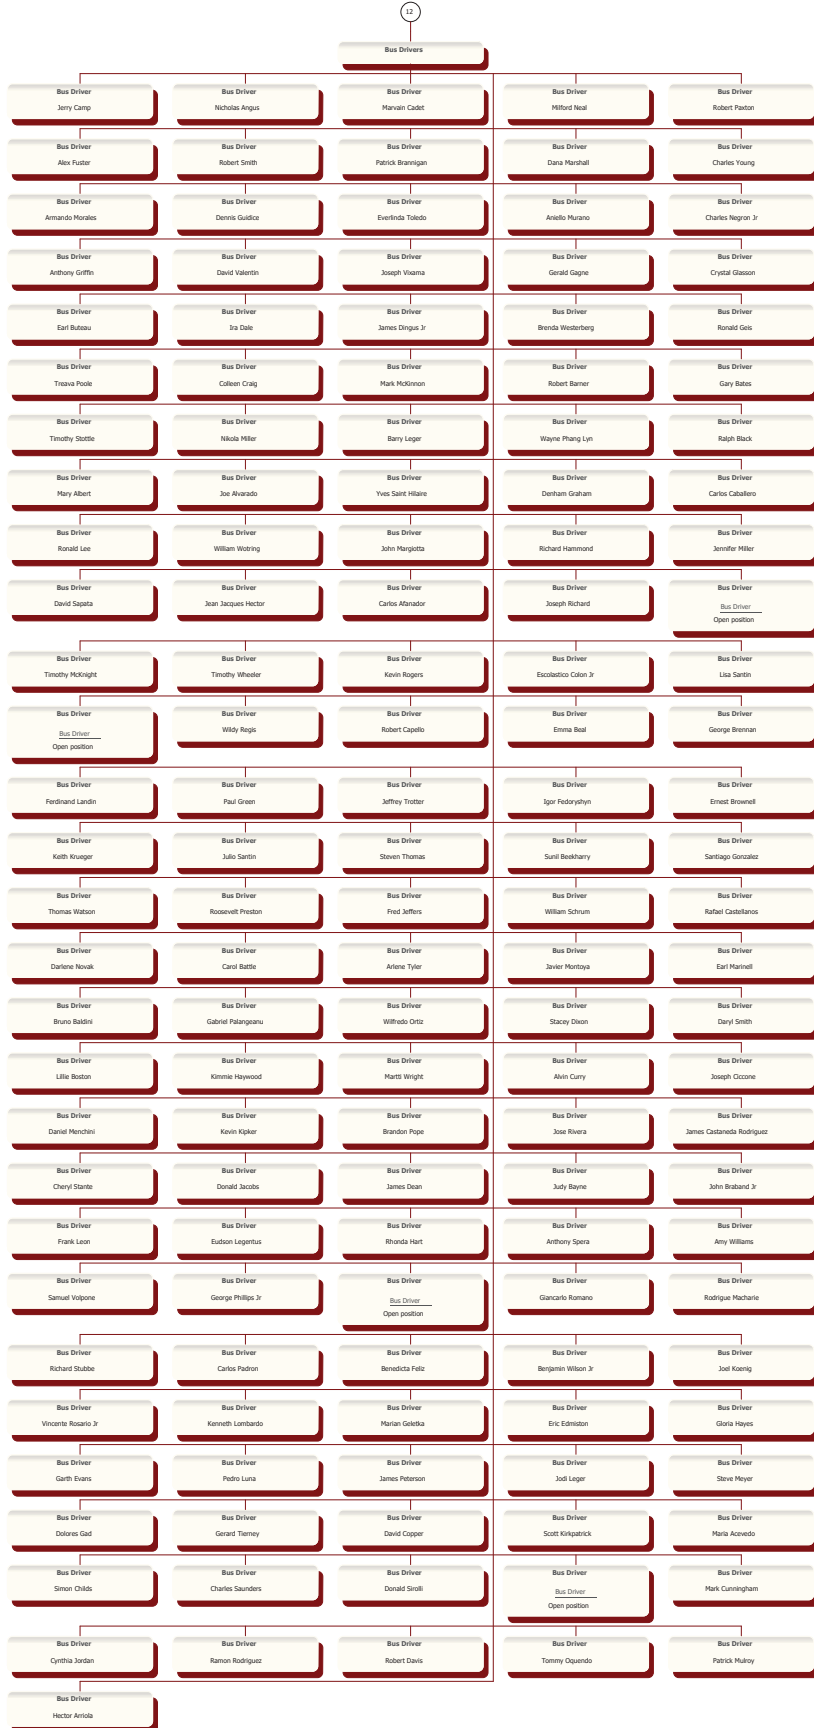 12
Bus Drivers
Bus Driver Bus Driver Bus Driver Bus Driver Bus Driver
Jerry Camp Nicholas Angus Marvain Cadet Milford Neal Robert Paxton
Bus Driver Bus Driver Bus Driver Bus Driver Bus Driver
Alex Fuster Robert Smith Patrick Brannigan Dana Marshall Charles Young
Bus Driver Bus Driver Bus Driver Bus Driver Bus Driver
Armando Morales Dennis Guidice Everlinda Toledo Aniello Murano Charles Negron Jr
Bus Driver Bus Driver Bus Driver Bus Driver Bus Driver
Anthony Griffin David Valentin Joseph Vixama Gerald Gagne Crystal Glasson
Bus Driver Bus Driver Bus Driver Bus Driver Bus Driver
Earl Buteau Ira Dale James Dingus Jr Brenda Westerberg Ronald Geis
Bus Driver Bus Driver Bus Driver Bus Driver Bus Driver
Treava Poole Colleen Craig Mark McKinnon Robert Barner Gary Bates
Bus Driver Bus Driver Bus Driver Bus Driver Bus Driver
Timothy Stottle Nikola Miller Barry Leger Wayne Phang Lyn Ralph Black
Bus Driver Bus Driver Bus Driver Bus Driver Bus Driver
Mary Albert Joe Alvarado Yves Saint Hilaire Denham Graham Carlos Caballero
Bus Driver Bus Driver Bus Driver Bus Driver Bus Driver
Ronald Lee William Wotring John Margiotta Richard Hammond Jennifer Miller
Bus Driver Bus Driver Bus Driver Bus Driver Bus Driver
David Sapata Jean Jacques Hector Carlos Afanador Joseph Richard Bus Driver
Open position
Bus Driver Bus Driver Bus Driver Bus Driver Bus Driver
Timothy McKnight Timothy Wheeler Kevin Rogers Escolastico Colon Jr Lisa Santin
Bus Driver Bus Driver Bus Driver Bus Driver Bus Driver
Bus Driver Wildy Regis Robert Capello Emma Beal George Brennan
Open position
Bus Driver Bus Driver Bus Driver Bus Driver Bus Driver
Ferdinand Landin Paul Green Jeffrey Trotter Igor Fedoryshyn Ernest Brownell
Bus Driver Bus Driver Bus Driver Bus Driver Bus Driver
Keith Krueger Julio Santin Steven Thomas Sunil Beekharry Santiago Gonzalez
Bus Driver Bus Driver Bus Driver Bus Driver Bus Driver
Thomas Watson Roosevelt Preston Fred Jeffers William Schrum Rafael Castellanos
Bus Driver Bus Driver Bus Driver Bus Driver Bus Driver
Darlene Novak Carol Battle Arlene Tyler Javier Montoya Earl Marinell
Bus Driver Bus Driver Bus Driver Bus Driver Bus Driver
Bruno Baldini Gabriel Palangeanu Wilfredo Ortiz Stacey Dixon Daryl Smith
Bus Driver Bus Driver Bus Driver Bus Driver Bus Driver
Lillie Boston Kimmie Haywood Martti Wright Alvin Curry Joseph Ciccone
Bus Driver Bus Driver Bus Driver Bus Driver Bus Driver
Daniel Menchini Kevin Kipker Brandon Pope Jose Rivera James Castaneda Rodriguez
Bus Driver Bus Driver Bus Driver Bus Driver Bus Driver
Cheryl Stante Donald Jacobs James Dean Judy Bayne John Braband Jr
Bus Driver Bus Driver Bus Driver Bus Driver Bus Driver
Frank Leon Eudson Legentus Rhonda Hart Anthony Spera Amy Williams
Bus Driver Bus Driver Bus Driver Bus Driver Bus Driver
Samuel Volpone George Phillips Jr Bus Driver Giancarlo Romano Rodrigue Macharie
Open position
Bus Driver Bus Driver Bus Driver Bus Driver Bus Driver
Richard Stubbe Carlos Padron Benedicta Feliz Benjamin Wilson Jr Joel Koenig
Bus Driver Bus Driver Bus Driver Bus Driver Bus Driver
Vincente Rosario Jr Kenneth Lombardo Marian Geletka Eric Edmiston Gloria Hayes
Bus Driver Bus Driver Bus Driver Bus Driver Bus Driver
Garth Evans Pedro Luna James Peterson Jodi Leger Steve Meyer
Bus Driver Bus Driver Bus Driver Bus Driver Bus Driver
Dolores Gad Gerard Tierney David Copper Scott Kirkpatrick Maria Acevedo
Bus Driver Bus Driver Bus Driver Bus Driver Bus Driver
Simon Childs Charles Saunders Donald Sirolli Bus Driver Mark Cunningham
Open position
Bus Driver Bus Driver Bus Driver Bus Driver Bus Driver
Cynthia Jordan Ramon Rodriguez Robert Davis Tommy Oquendo Patrick Mulroy
Bus Driver
Hector Arriola